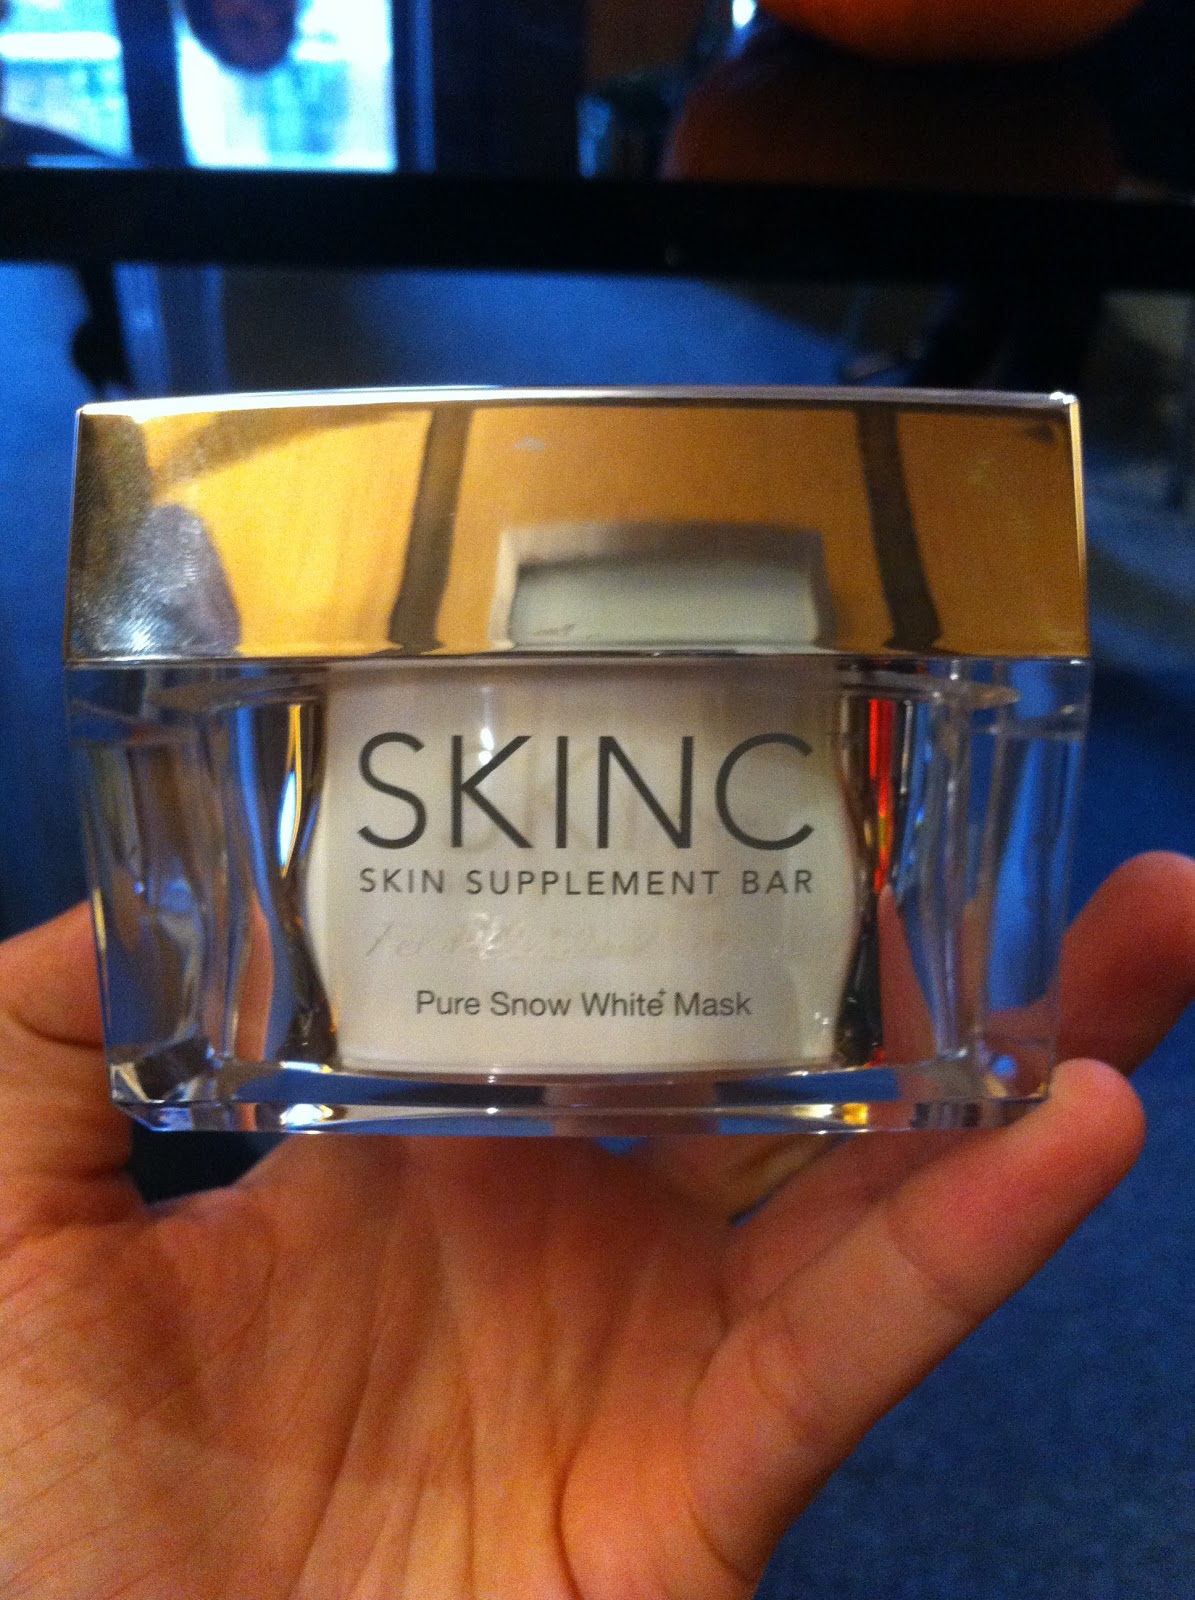 SKINC
SKIN SUPPLEMENT BAR
Pure Snow White+ Mask